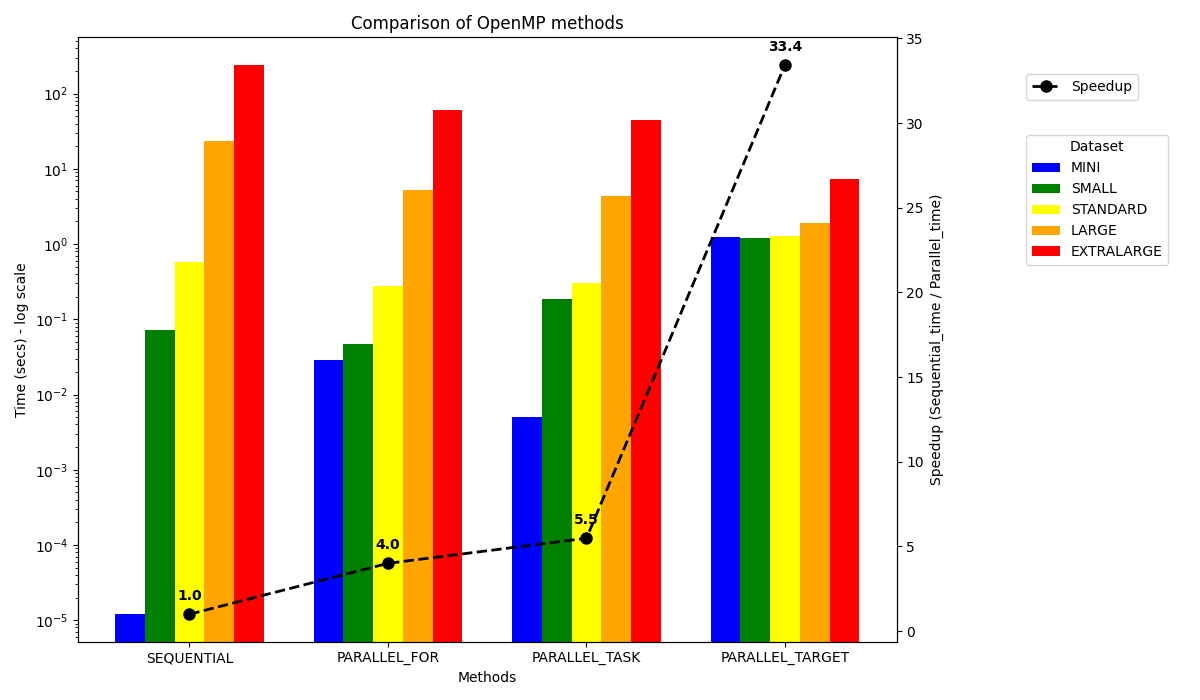 Comparison of OpenMP methods
Time (secs) - log scale
10²
10¹
10⁰
10⁻¹
10⁻²
10⁻³
10⁻⁴
10⁻⁵
1.0
4.0
5.5
33.4
SEQUENTIAL
PARALLEL_FOR
PARALLEL_TASK
PARALLEL_TARGET
Methods
35
30
25
20
15
10
5
0
Speedup (Sequential_time / Parallel_time)
Speedup
Dataset
MINI
SMALL
STANDARD
LARGE
EXTRALARGE